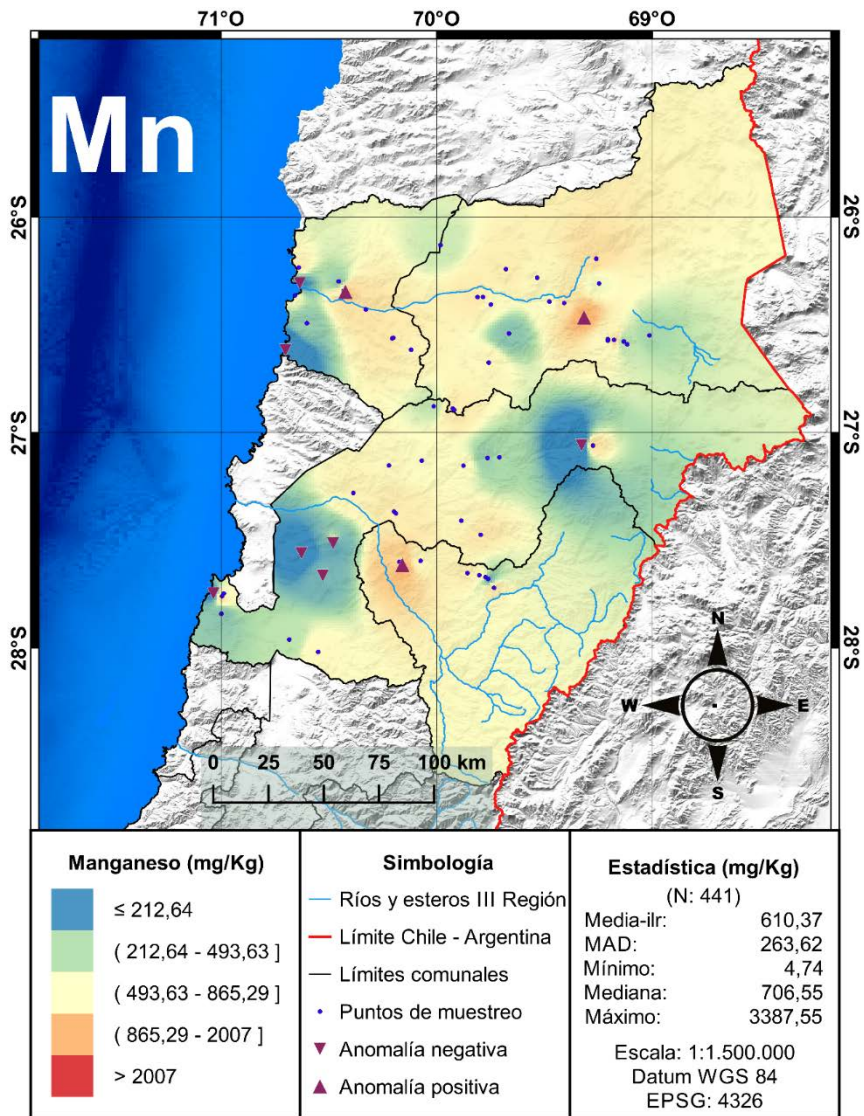 71°O 70°O 69°O
Mn
26°S 26°S
27°S 27°S
28°S 28°S
N
W E
S
0 25 50 100 km
Manganeso (mg/Kg)
≤ 212,64
( 212,64 - 493,63 ]
( 493,63 - 865,29 ]
( 865,29 - 2007 ]
> 2007
Simbología
Ríos y esteros III Región
Límite Chile - Argentina
Límites comunales
Puntos de muestreo
Anomalía negativa
Anomalía positiva
Estadística (mg/Kg)
(N: 441)
Media-ilr: 610,37
MAD: 263,62
Mínimo: 4,74
Mediana: 706,55
Máximo: 3387,55
Escala: 1:1.500.000
Datum WGS 84
EPSG: 4326